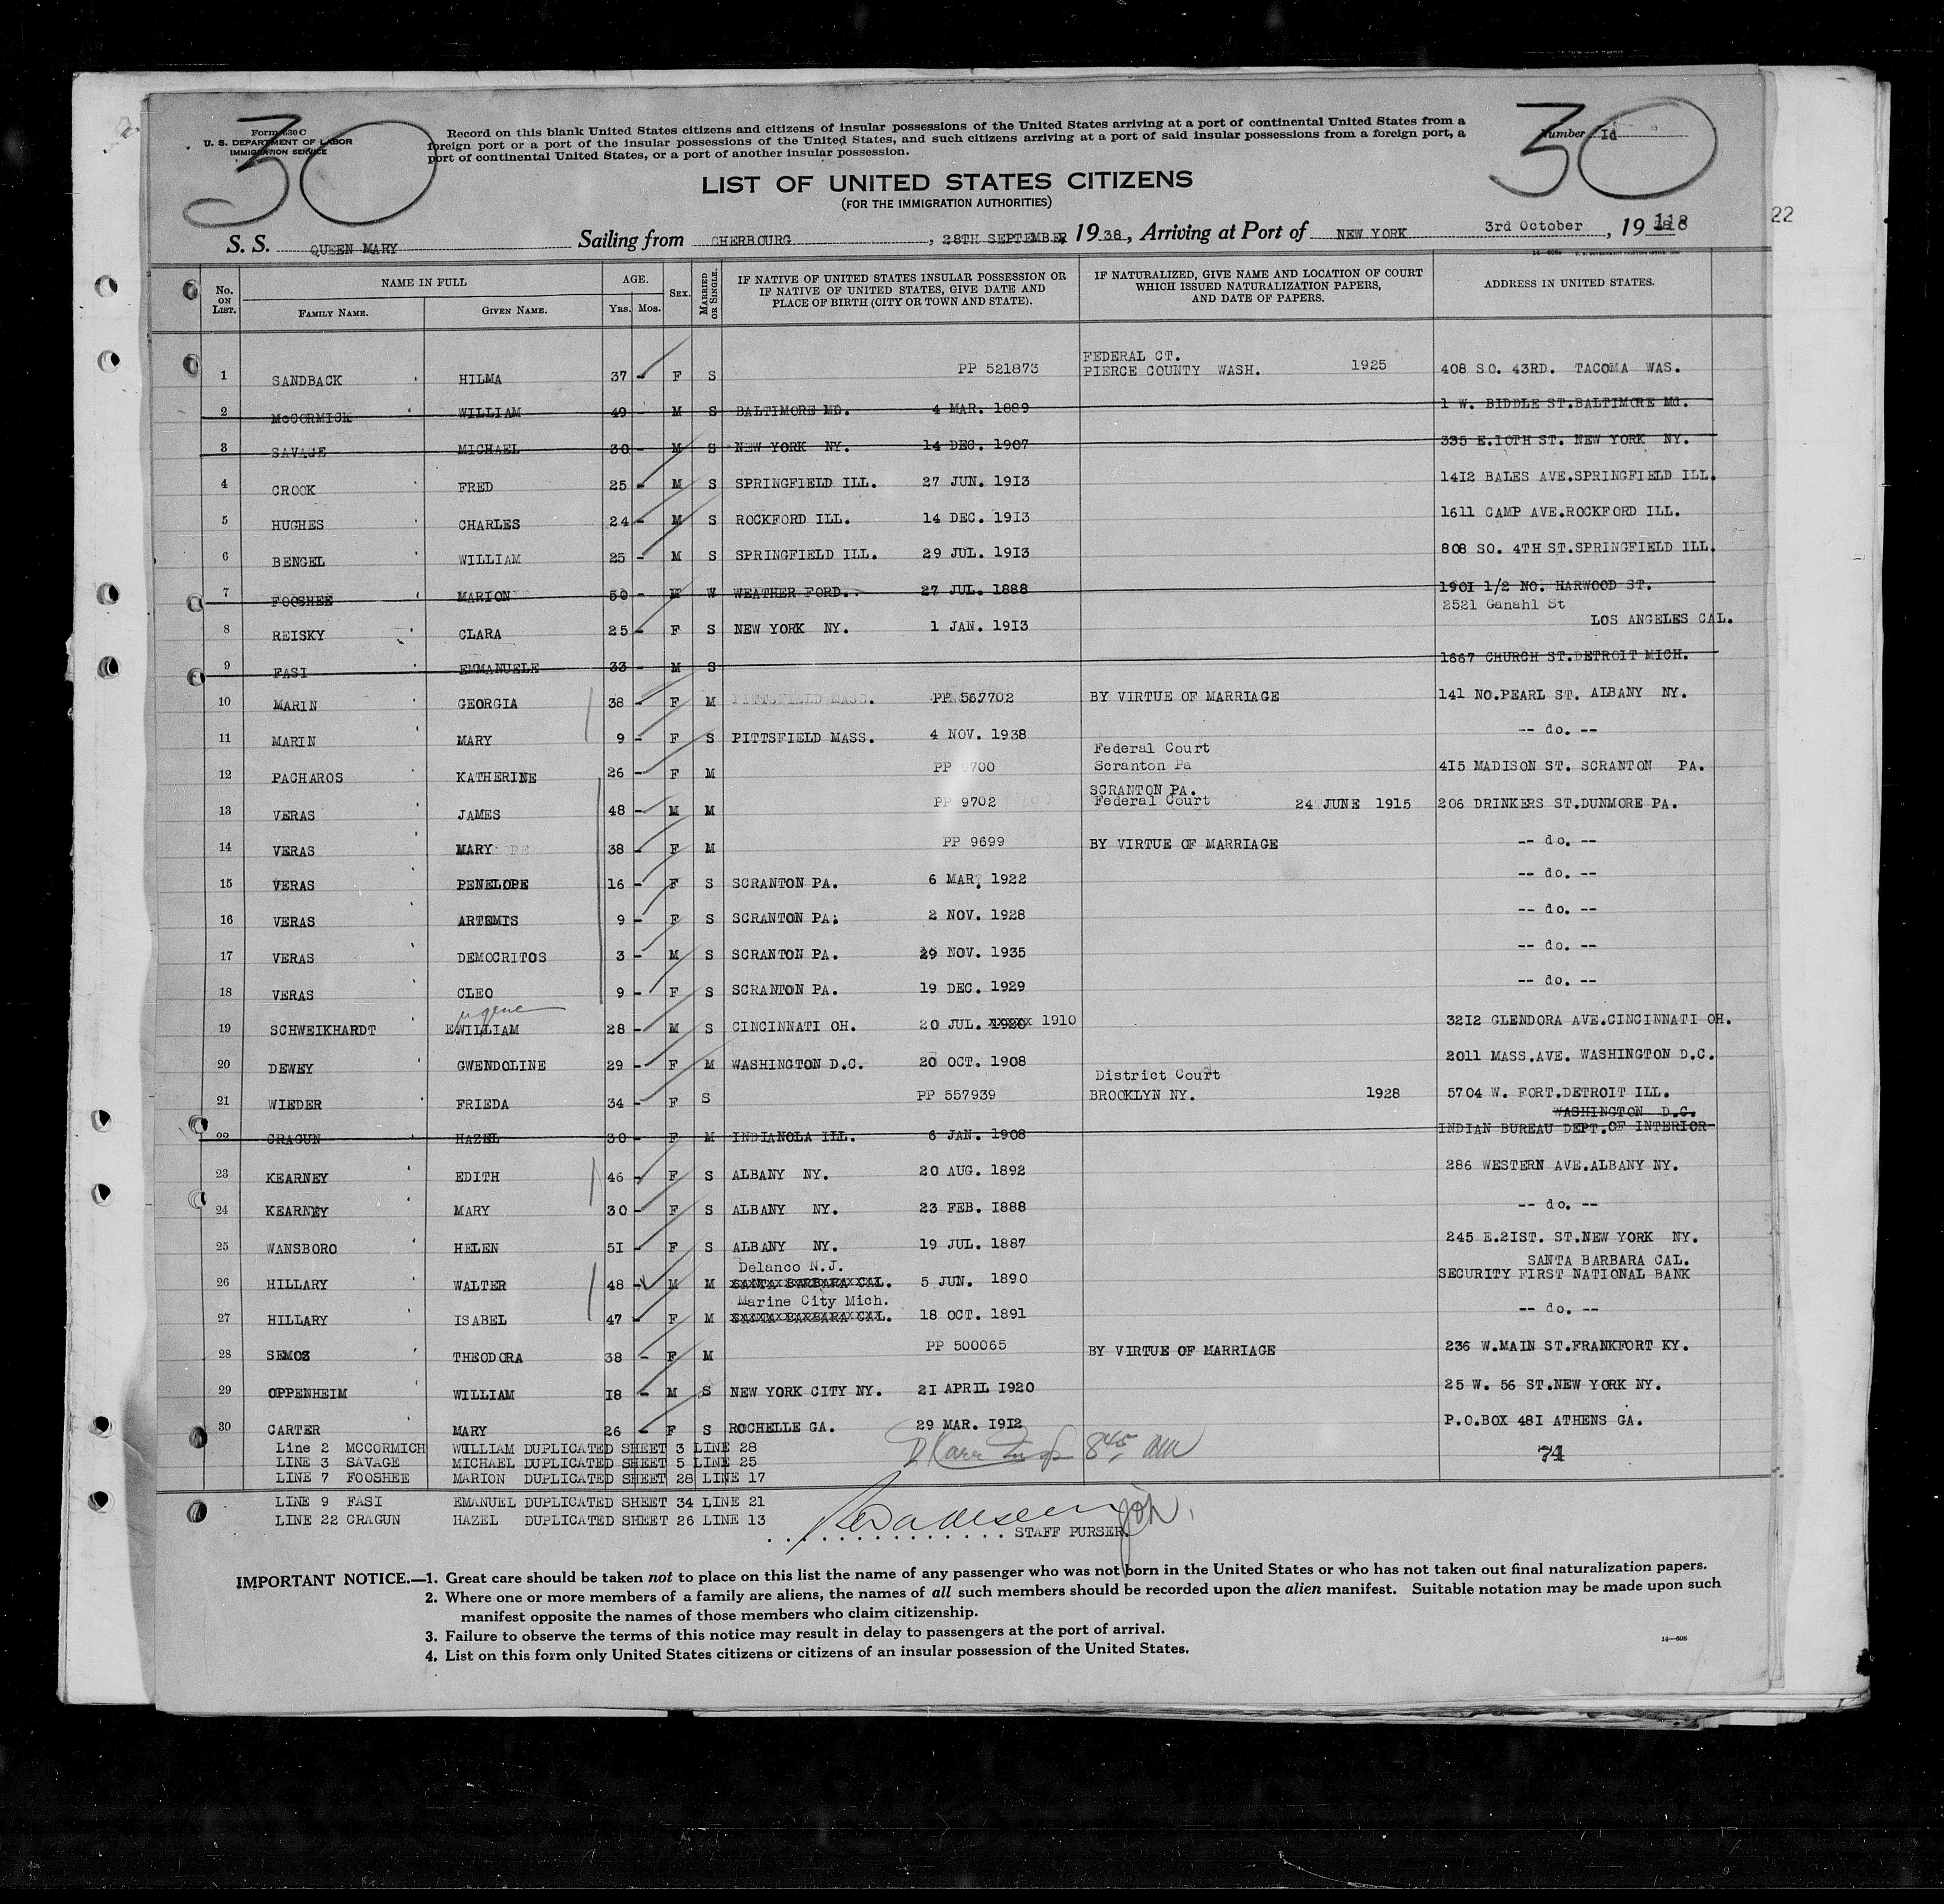 30
30
Form 630 C
U. S. DEPARTMENT OF LABOR
IMMIGRATION SERVICE
Record on this blank United States citizens and citizens of insular possessions of the United States arriving at a port of continental United States from a
foreign port or a port of the insular possessions of the United States, and such citizens arriving at a port of said insular possessions from a foreign port, a
port of continental United States, or a port of another insular possession.
Number Id
LIST OF UNITED STATES CITIZENS
(FOR THE IMMIGRATION AUTHORITIES)
118
22
S. S. QUEEN MARY Sailing from CHERBOURG, 28TH SEPTEMBER, 1938, Arriving at Port of NEW YORK 3rd October, 1938
No. ON LIST. NAME IN FULL FAMILY NAME. GIVEN NAME. AGE. YRS. MOS. SEX. MARRIED OR SINGLE. IF NATIVE OF UNITED STATES INSULAR POSSESSION OR IF NATIVE OF UNITED STATES, GIVE DATE AND PLACE OF BIRTH (CITY OR TOWN AND STATE). IF NATURALIZED, GIVE NAME AND LOCATION OF COURT WHICH ISSUED NATURALIZATION PAPERS, AND DATE OF PAPERS. ADDRESS IN UNITED STATES.
1 SANDBACK HILMA 37 - F S PP 521873 FEDERAL CT. PIERCE COUNTY WASH. 1925 408 SO. 43RD. TACOMA WAS.
2 McCORMICK WILLIAM 49 - M S BALTIMORE MD. 4 MAR. 1889 1 W. BIDDLE ST.BALTIMORE Md.
3 SAVAGE MICHAEL 30 - M S NEW YORK NY. 14 DEC. 1907 335 E.10TH ST. NEW YORK NY.
4 CROOK FRED 25 - M S SPRINGFIELD ILL. 27 JUN. 1913 1412 BALES AVE.SPRINGFIELD ILL.
5 HUGHES CHARLES 24 - M S ROCKFORD ILL. 14 DEC. 1913 1611 CAMP AVE.ROCKFORD ILL.
6 BENGEL WILLIAM 25 - M S SPRINGFIELD ILL. 29 JUL. 1913 808 SO. 4TH ST.SPRINGFIELD ILL.
7 FOOSHEE MARION 50 - M W WEATHER FORD.. 27 JUL. 1888 1901 1/2 NO. HARWOOD ST.
8 REISKY CLARA 25 - F S NEW YORK NY. 1 JAN. 1913 2521 Ganahl St LOS ANGELES CAL.
9 FASI EMMANUELE 33 - M S 1667 CHURCH ST.DETROIT MICH.
10 MARIN GEORGIA 38 - F M PITTSFIELD MASS. PP 567702 BY VIRTUE OF MARRIAGE 141 NO.PEARL ST. ALBANY NY.
11 MARIN MARY 9 - F S PITTSFIELD MASS. 4 NOV. 1938 -- do. --
12 PACHAROS KATHERINE 26 - F M PP 9700 Federal Court Scranton Pa 415 MADISON ST. SCRANTON PA.
13 VERAS JAMES 48 - M M PP 9702 SCRANTON PA. Federal Court 24 JUNE 1915 206 DRINKERS ST.DUNMORE PA.
14 VERAS MARY 38 - F M PP 9699 BY VIRTUE OF MARRIAGE -- do. --
15 VERAS PENELOPE 16 - F S SCRANTON PA. 6 MAR. 1922 -- do. --
16 VERAS ARTEMIS 9 - F S SCRANTON PA. 2 NOV. 1928 -- do. --
17 VERAS DEMOCRITOS 3 - M S SCRANTON PA. 29 NOV. 1935 -- do. --
18 VERAS CLEO 9 - F S SCRANTON PA. 19 DEC. 1929 -- do. --
ugene
19 SCHWEIKHARDT E.WILLIAM 28 - M S CINCINNATI OH. 20 JUL. 1920 1910 3212 GLENDORA AVE.CINCINNATI OH.
20 DEWEY GWENDOLINE 29 - F M WASHINGTON D.C. 20 OCT. 1908 2011 MASS.AVE. WASHINGTON D.C.
21 WIEDER FRIEDA 34 - F S PP 557939 District Court BROOKLYN NY. 1928 5704 W. FORT.DETROIT ILL.
22 CRAGUN HAZEL 30 - F M INDIANOLA ILL. 6 JAN. 1908 WASHINGTON D.C. INDIAN BUREAU DEPT.OF INTERIOR
23 KEARNEY EDITH 46 - F S ALBANY NY. 20 AUG. 1892 286 WESTERN AVE.ALBANY NY.
24 KEARNEY MARY 30 - F S ALBANY NY. 23 FEB. 1888 -- do. --
25 WANSBORO HELEN 51 - F S ALBANY NY. 19 JUL. 1887 245 E.21ST. ST.NEW YORK NY.
26 HILLARY WALTER 48 - M M Delanco N.J. SANTA BARBARA CAL. 5 JUN. 1890 SANTA BARBARA CAL. SECURITY FIRST NATIONAL BANK
27 HILLARY ISABEL 47 - F M Marine City Mich. SANTA BARBARA CAL. 18 OCT. 1891 -- do. --
28 SEMOS THEODORA 38 - F M PP 500065 BY VIRTUE OF MARRIAGE 236 W.MAIN ST.FRANKFORT KY.
29 OPPENHEIM WILLIAM 18 - M S NEW YORK CITY NY. 21 APRIL 1920 25 W. 56 ST.NEW YORK NY.
30 CARTER MARY 26 - F S ROCHELLE GA. 29 MAR. 1912 P.O.BOX 481 ATHENS GA.
Line 2 MCCORMICH WILLIAM DUPLICATED SHEET 3 LINE 28
LINE 3 SAVAGE MICHAEL DUPLICATED SHEET 5 LINE 25
LINE 7 FOOSHEE MARION DUPLICATED SHEET 28 LINE 17
LINE 9 FASI EMANUEL DUPLICATED SHEET 34 LINE 21
LINE 22 CRAGUN HAZEL DUPLICATED SHEET 26 LINE 13
8 45 am
74
STAFF PURSER.
IMPORTANT NOTICE.—1. Great care should be taken not to place on this list the name of any passenger who was not born in the United States or who has not taken out final naturalization papers.
2. Where one or more members of a family are aliens, the names of all such members should be recorded upon the alien manifest. Suitable notation may be made upon such
manifest opposite the names of those members who claim citizenship.
3. Failure to observe the terms of this notice may result in delay to passengers at the port of arrival.
4. List on this form only United States citizens or citizens of an insular possession of the United States.
14—608